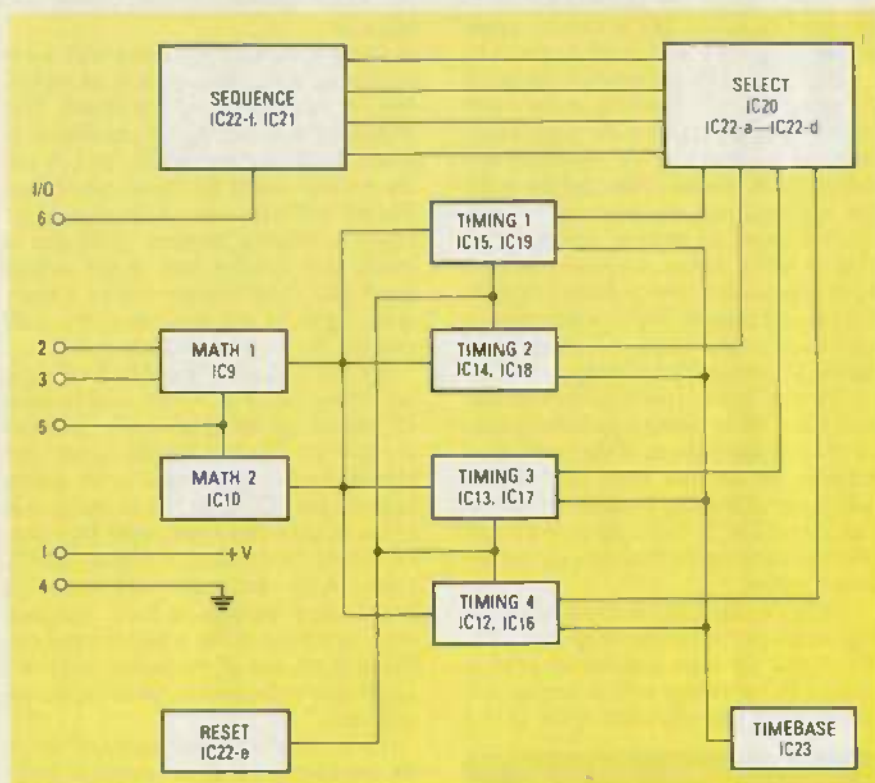 SEQUENCE
IC22-f, IC21
SELECT
IC20
IC22-a—IC22-d
I/O
6
TIMING 1
IC15, IC19
2
3
MATH 1
IC9
TIMING 2
IC14, IC18
5
MATH 2
IC10
TIMING 3
IC13, IC17
1
+V
4
TIMING 4
IC12, IC16
RESET
IC22-e
TIMEBASE
IC23